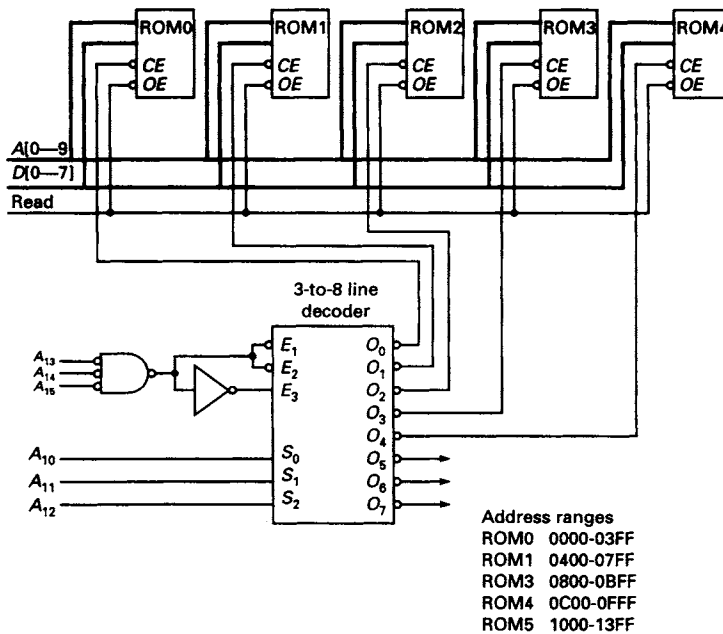 ROM0 ROM1 ROM2 ROM3 ROM4
CE CE CE CE CE
OE OE OE OE OE
A[0—9]
D[0—7]
Read
3-to-8 line
decoder
A13
A14
A15
E1
E2
E3
O0
O1
O2
O3
O4
O5
O6
O7
A10 S0
A11 S1
A12 S2
Address ranges
ROM0 0000-03FF
ROM1 0400-07FF
ROM3 0800-0BFF
ROM4 0C00-0FFF
ROM5 1000-13FF